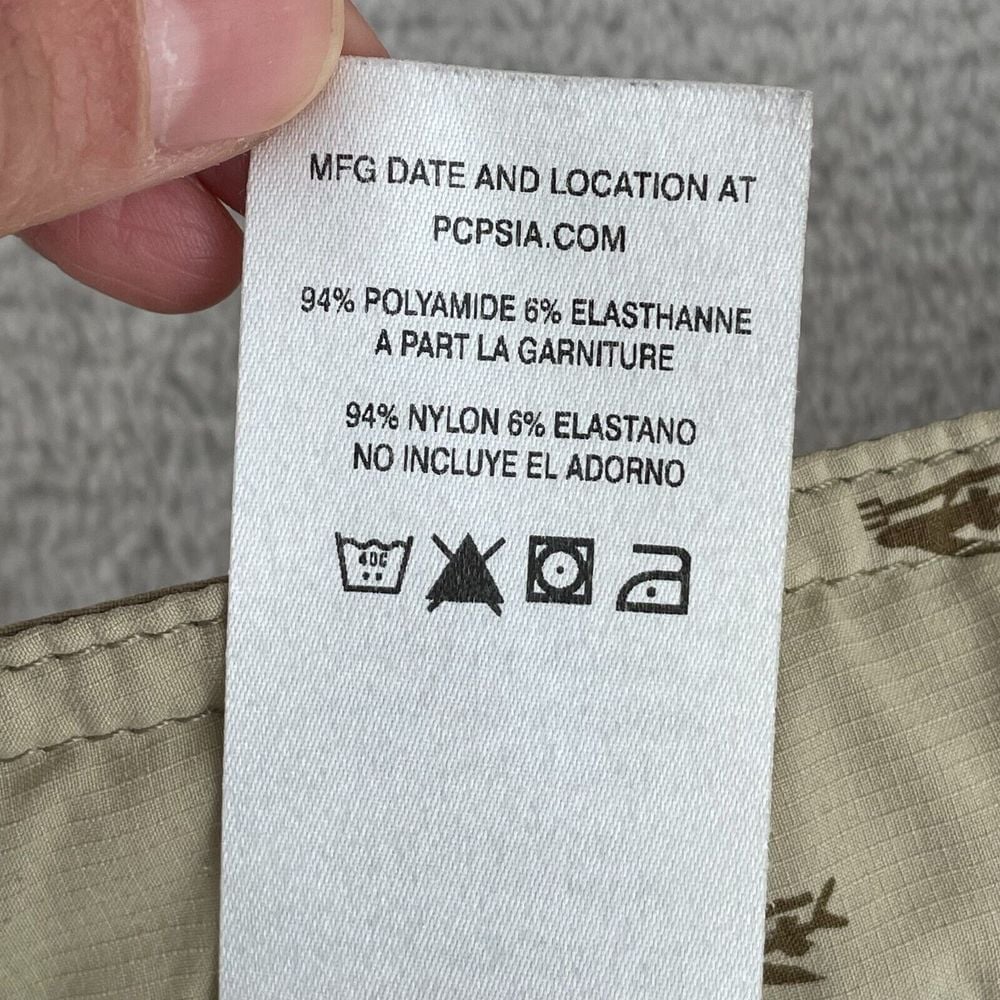 MFG DATE AND LOCATION AT
PCPSIA.COM
94% POLYAMIDE 6% ELASTHANNE
A PART LA GARNITURE
94% NYLON 6% ELASTANO
NO INCLUYE EL ADORNO
40C